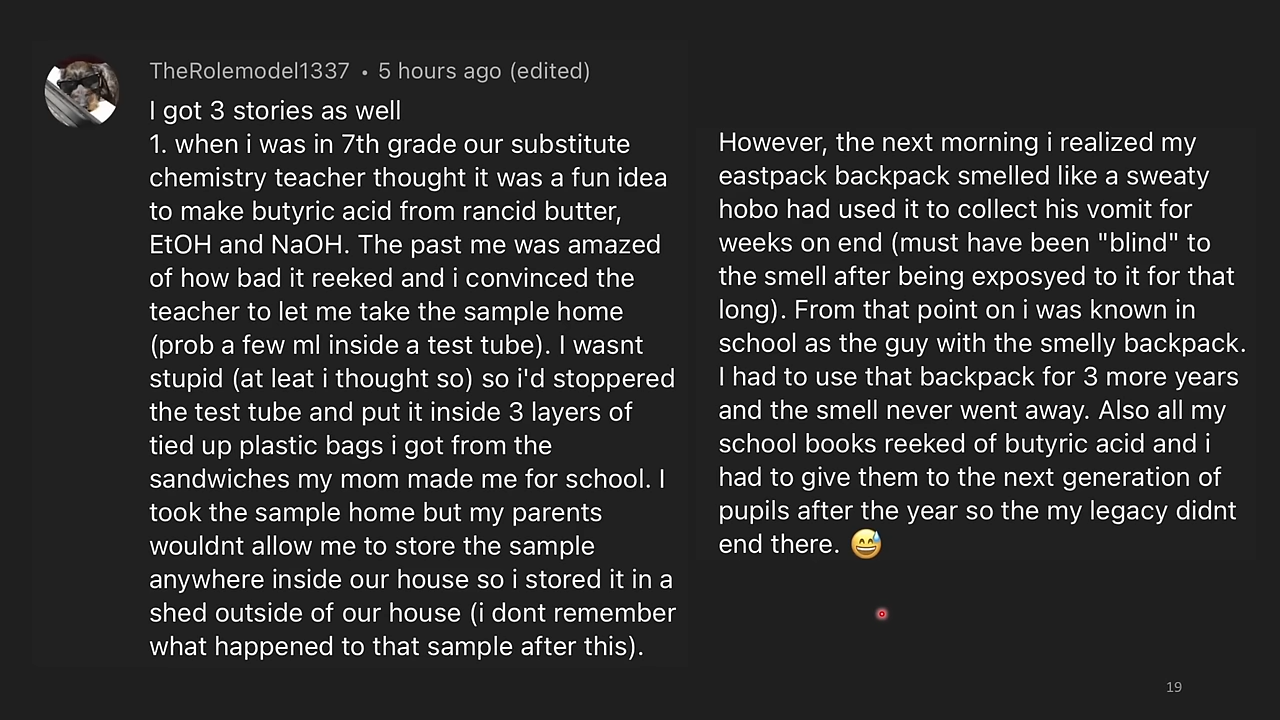 TheRolemodel1337 • 5 hours ago (edited)
I got 3 stories as well
1. when i was in 7th grade our substitute
chemistry teacher thought it was a fun idea
to make butyric acid from rancid butter,
EtOH and NaOH. The past me was amazed
of how bad it reeked and i convinced the
teacher to let me take the sample home
(prob a few ml inside a test tube). I wasnt
stupid (at leat i thought so) so i'd stoppered
the test tube and put it inside 3 layers of
tied up plastic bags i got from the
sandwiches my mom made me for school. I
took the sample home but my parents
wouldnt allow me to store the sample
anywhere inside our house so i stored it in a
shed outside of our house (i dont remember
what happened to that sample after this).
However, the next morning i realized my
eastpack backpack smelled like a sweaty
hobo had used it to collect his vomit for
weeks on end (must have been "blind" to
the smell after being exposyed to it for that
long). From that point on i was known in
school as the guy with the smelly backpack.
I had to use that backpack for 3 more years
and the smell never went away. Also all my
school books reeked of butyric acid and i
had to give them to the next generation of
pupils after the year so the my legacy didnt
end there. 😅
19